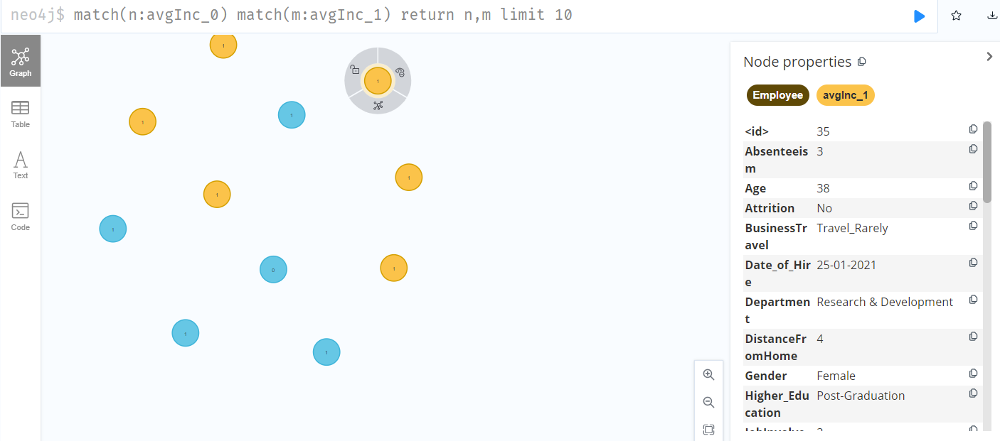 neo4j$ match(n:avgInc_0) match(m:avgInc_1) return n,m limit 10
Graph
Table
Text
Code
1
1
1
1
1
1
1
0
1
1
1
Node properties
Employee avgInc_1
<id> 35
Absenteeis 3
m
Age 38
Attrition No
BusinessTr Travel_Rarely
avel
Date_of_Hir 25-01-2021
e
Departmen Research & Development
t
DistanceFr 4
omHome
Gender Female
Higher_Edu Post-Graduation
cation